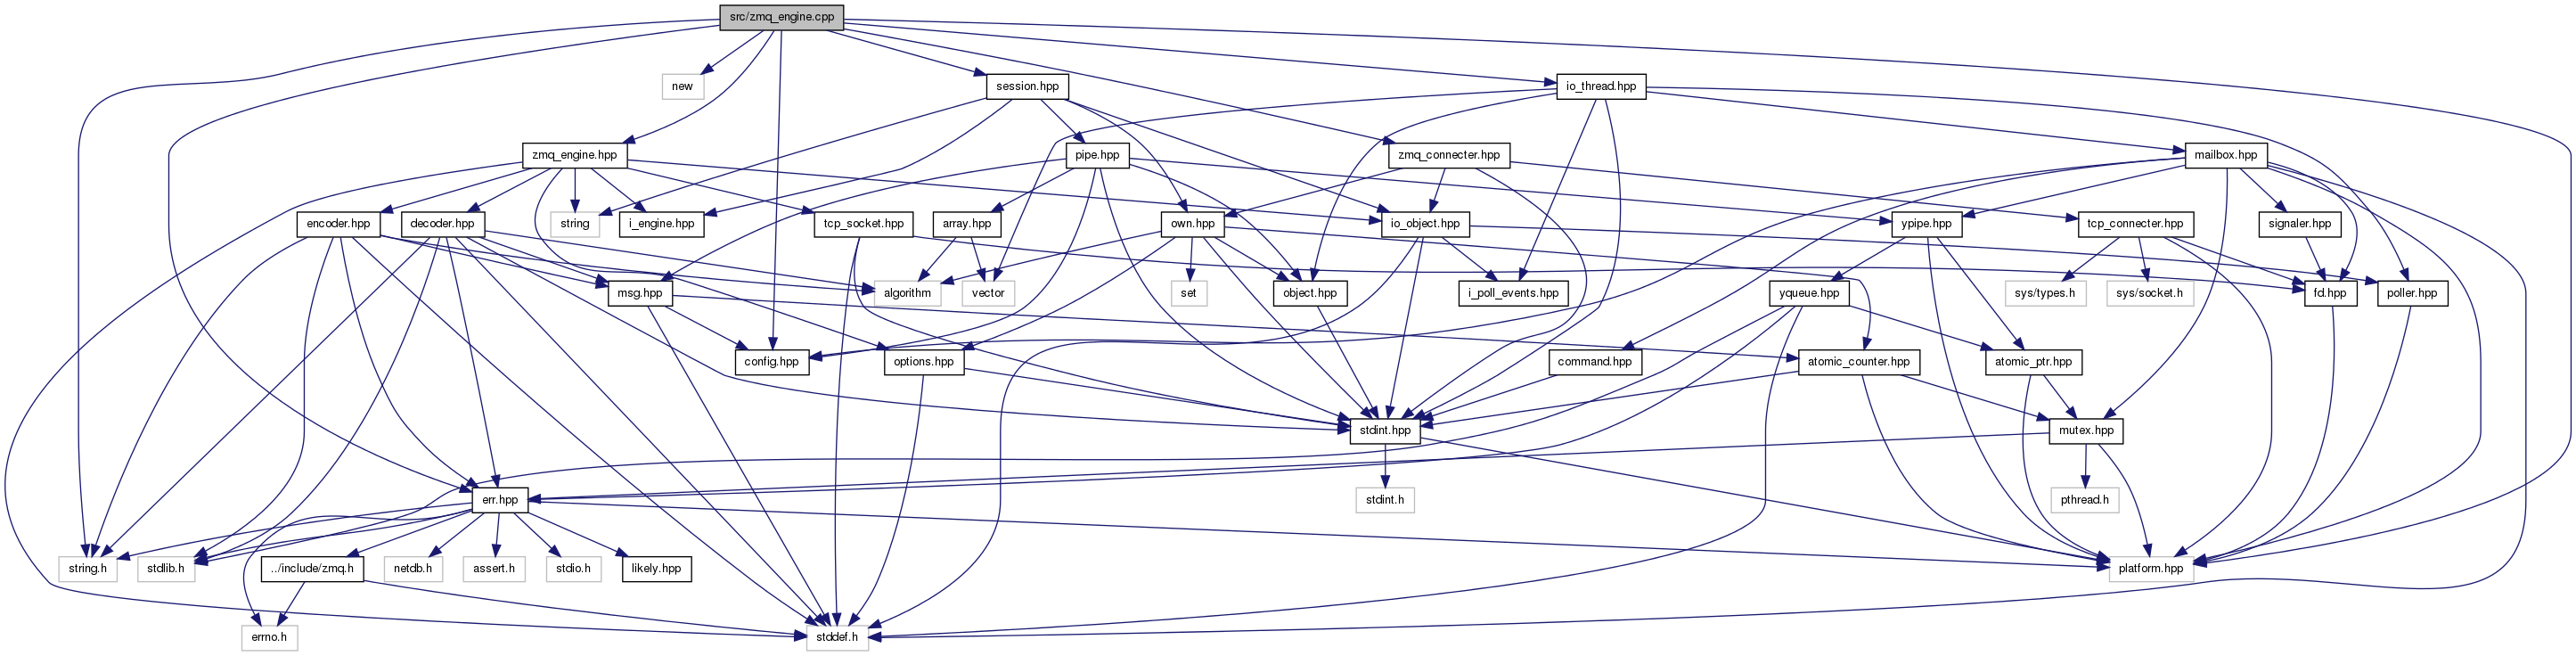 src/zmq_engine.cpp
new
session.hpp
io_thread.hpp
zmq_engine.hpp
pipe.hpp
zmq_connecter.hpp
mailbox.hpp
encoder.hpp
decoder.hpp
string
i_engine.hpp
tcp_socket.hpp
array.hpp
own.hpp
io_object.hpp
ypipe.hpp
tcp_connecter.hpp
signaler.hpp
msg.hpp
algorithm
vector
set
object.hpp
i_poll_events.hpp
yqueue.hpp
sys/types.h
sys/socket.h
fd.hpp
poller.hpp
config.hpp
options.hpp
command.hpp
atomic_counter.hpp
atomic_ptr.hpp
stdint.hpp
mutex.hpp
err.hpp
stdint.h
pthread.h
string.h
stdlib.h
../include/zmq.h
netdb.h
assert.h
stdio.h
likely.hpp
platform.hpp
errno.h
stddef.h